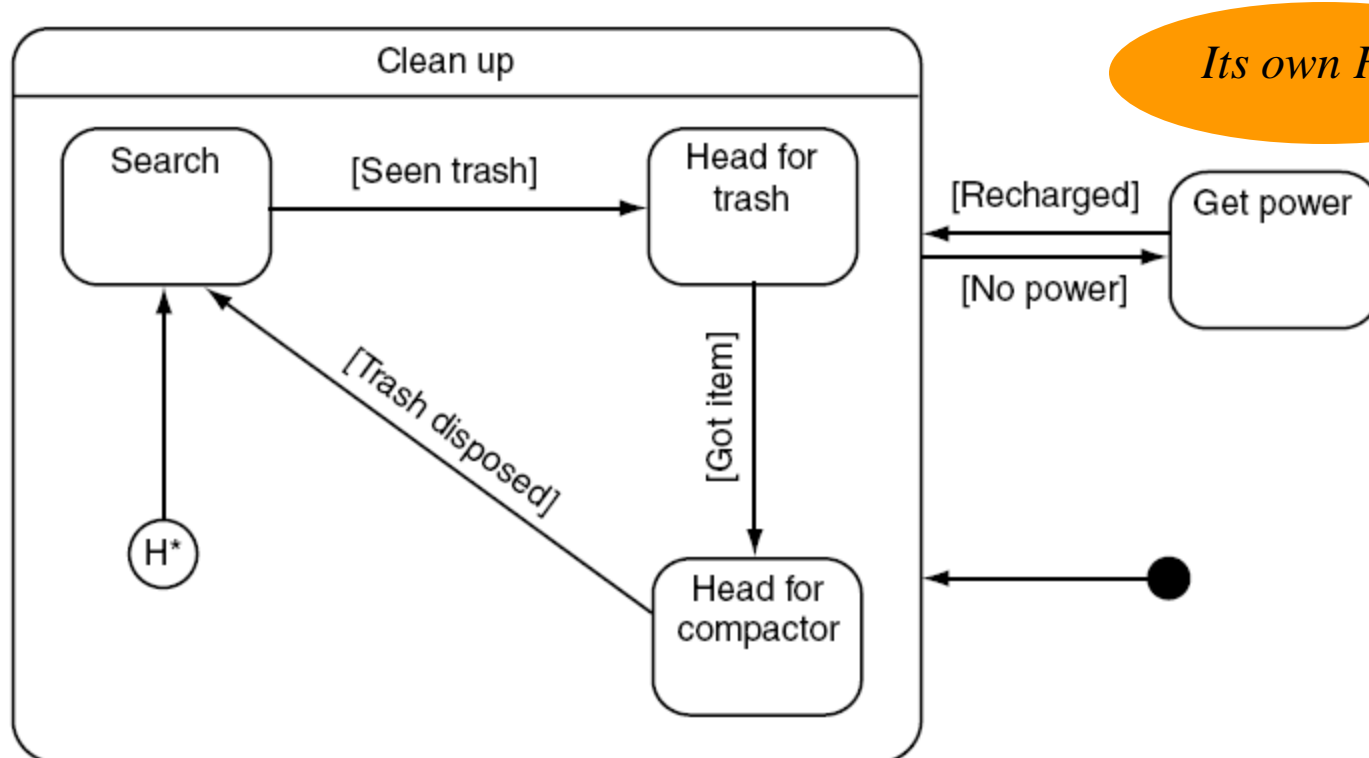 Clean up
Its own
Search
[Seen trash]
Head for
trash
[Recharged]
Get power
[No power]
[Trash disposed]
[Got item]
H*
Head for
compactor